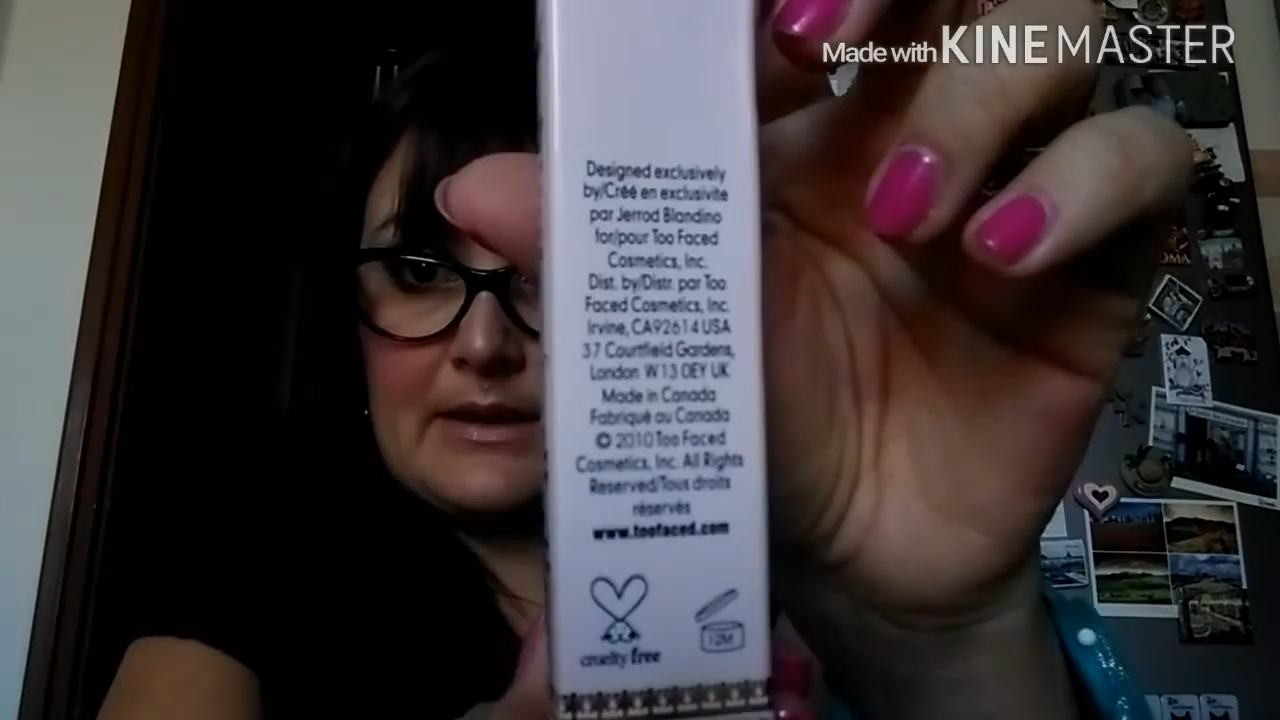 Made with KINEMASTER
Designed exclusively
by/Créé en exclusivite
par Jerrod Blandino
for/pour Too Faced
Cosmetics, Inc.
Dist. by/Distr. par Too
Faced Cosmetics, Inc.
Irvine, CA92614 USA
37 Courtfield Gardens,
London W13 OEY UK
Made in Canada
Fabriqué au Canada
© 2010 Too Faced
Cosmetics, Inc. All Rights
Reserved/Tous droits
réservés
www.toofaced.com
cruelty free
12M